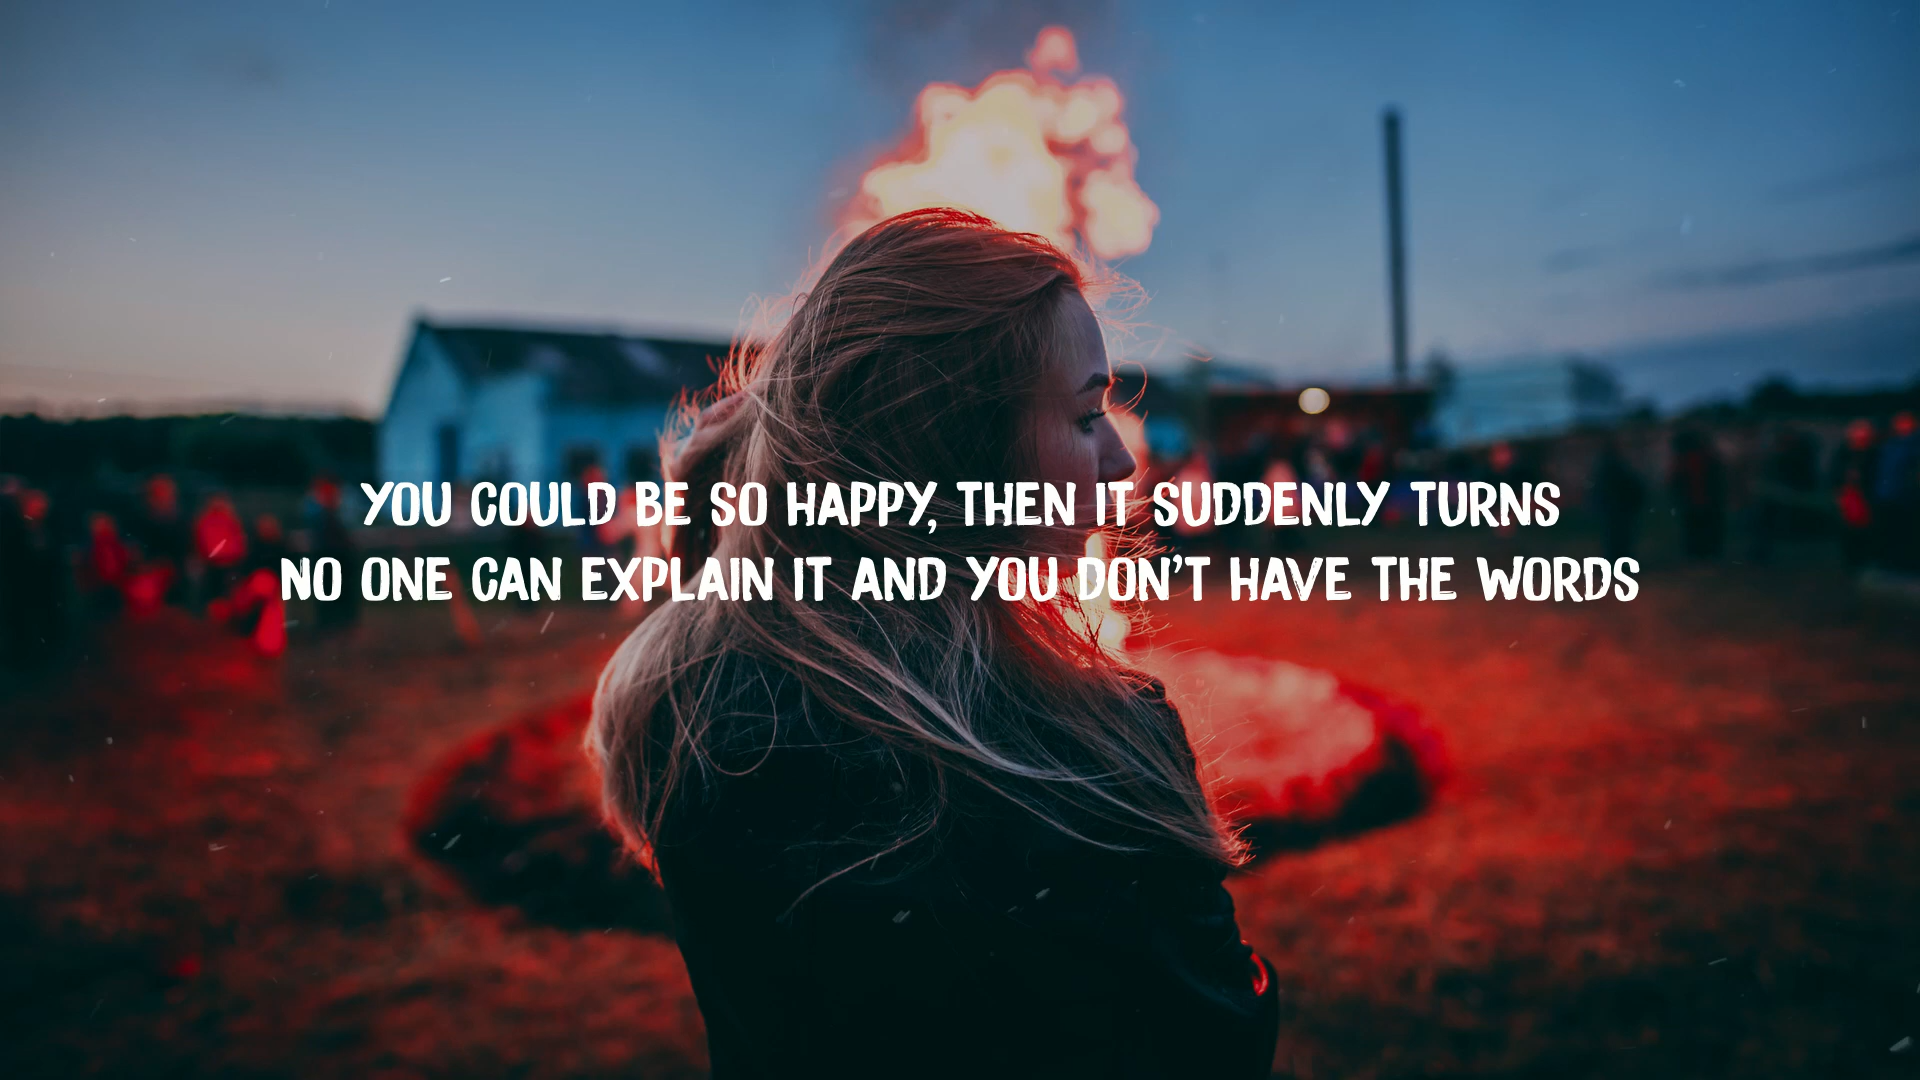 YOU COULD BE SO HAPPY, THEN IT SUDDENLY TURNS
NO ONE CAN EXPLAIN IT AND YOU DON'T HAVE THE WORDS